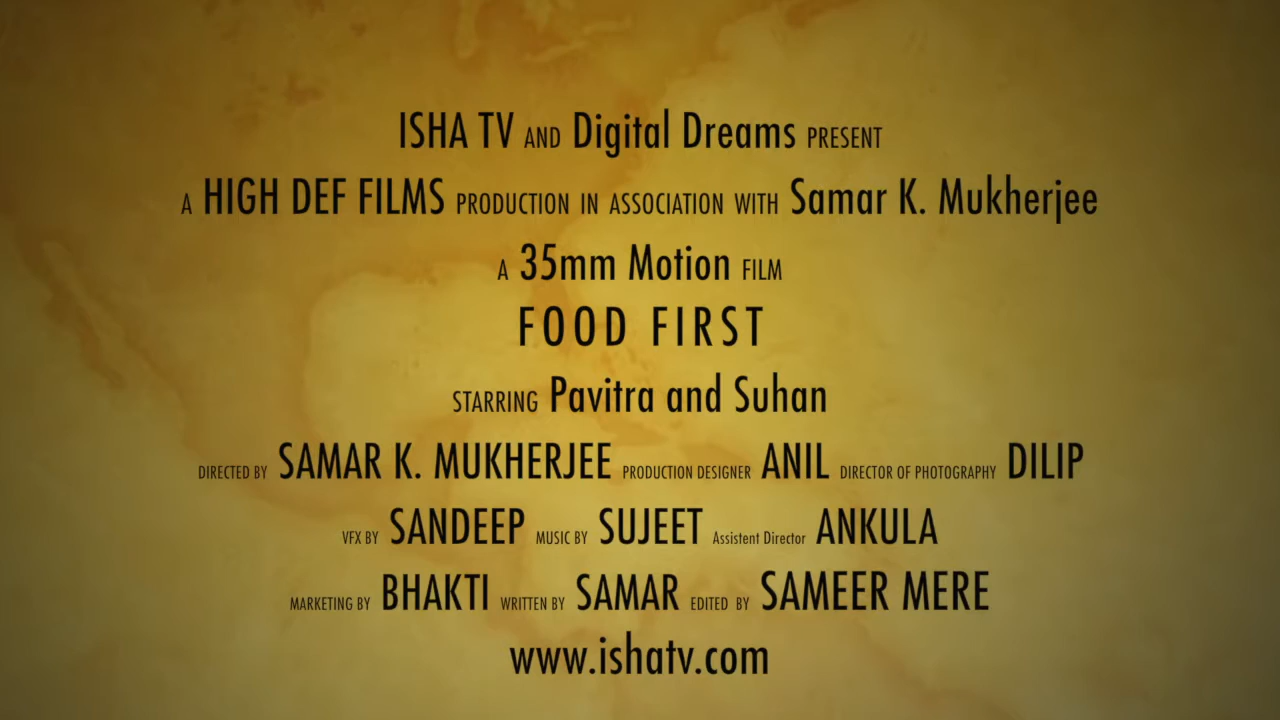 ISHA TV AND Digital Dreams PRESENT
A HIGH DEF FILMS PRODUCTION IN ASSOCIATION WITH Samar K. Mukherjee
A 35mm Motion FILM
FOOD FIRST
STARRING Pavitra and Suhan
DIRECTED BY SAMAR K. MUKHERJEE PRODUCTION DESIGNER ANIL DIRECTOR OF PHOTOGRAPHY DILIP
VFX BY SANDEEP MUSIC BY SUJEET Assistent Director ANKULA
MARKETING BY BHAKTI WRITTEN BY SAMAR EDITED BY SAMEER MERE
www.ishatv.com